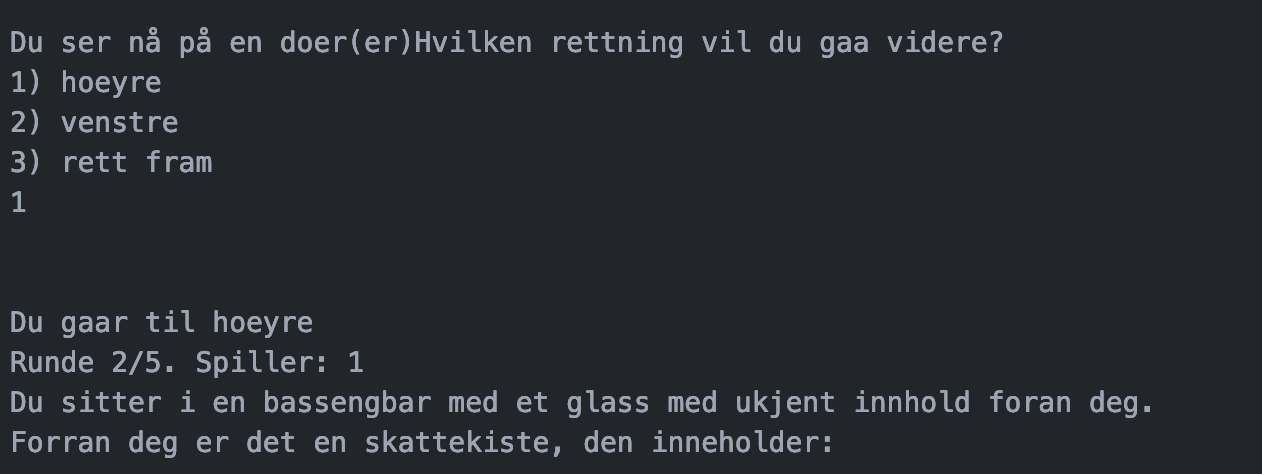 Du ser nå på en doer(er)Hvilken rettning vil du gaa videre?
1) hoeyre
2) venstre
3) rett fram
1
Du gaar til hoeyre
Runde 2/5. Spiller: 1
Du sitter i en bassengbar med et glass med ukjent innhold foran deg.
Forran deg er det en skattekiste, den inneholder: